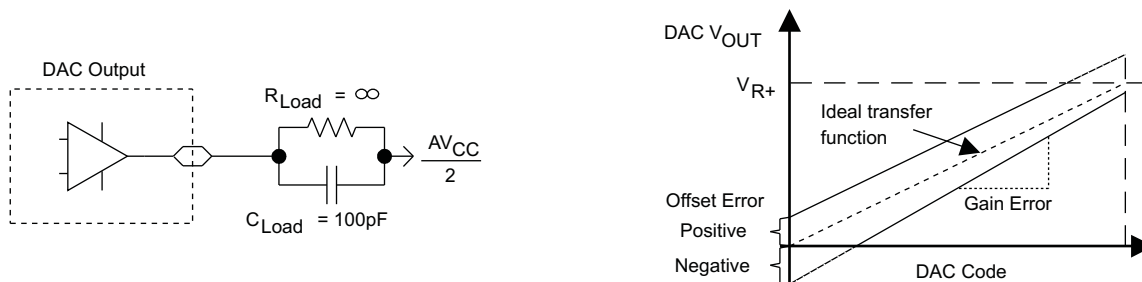 DAC Output
R Load = ∞
C Load = 100pF
AV CC
2
DAC V OUT
V R+
Ideal transfer
function
Offset Error
Positive
Negative
Gain Error
DAC Code